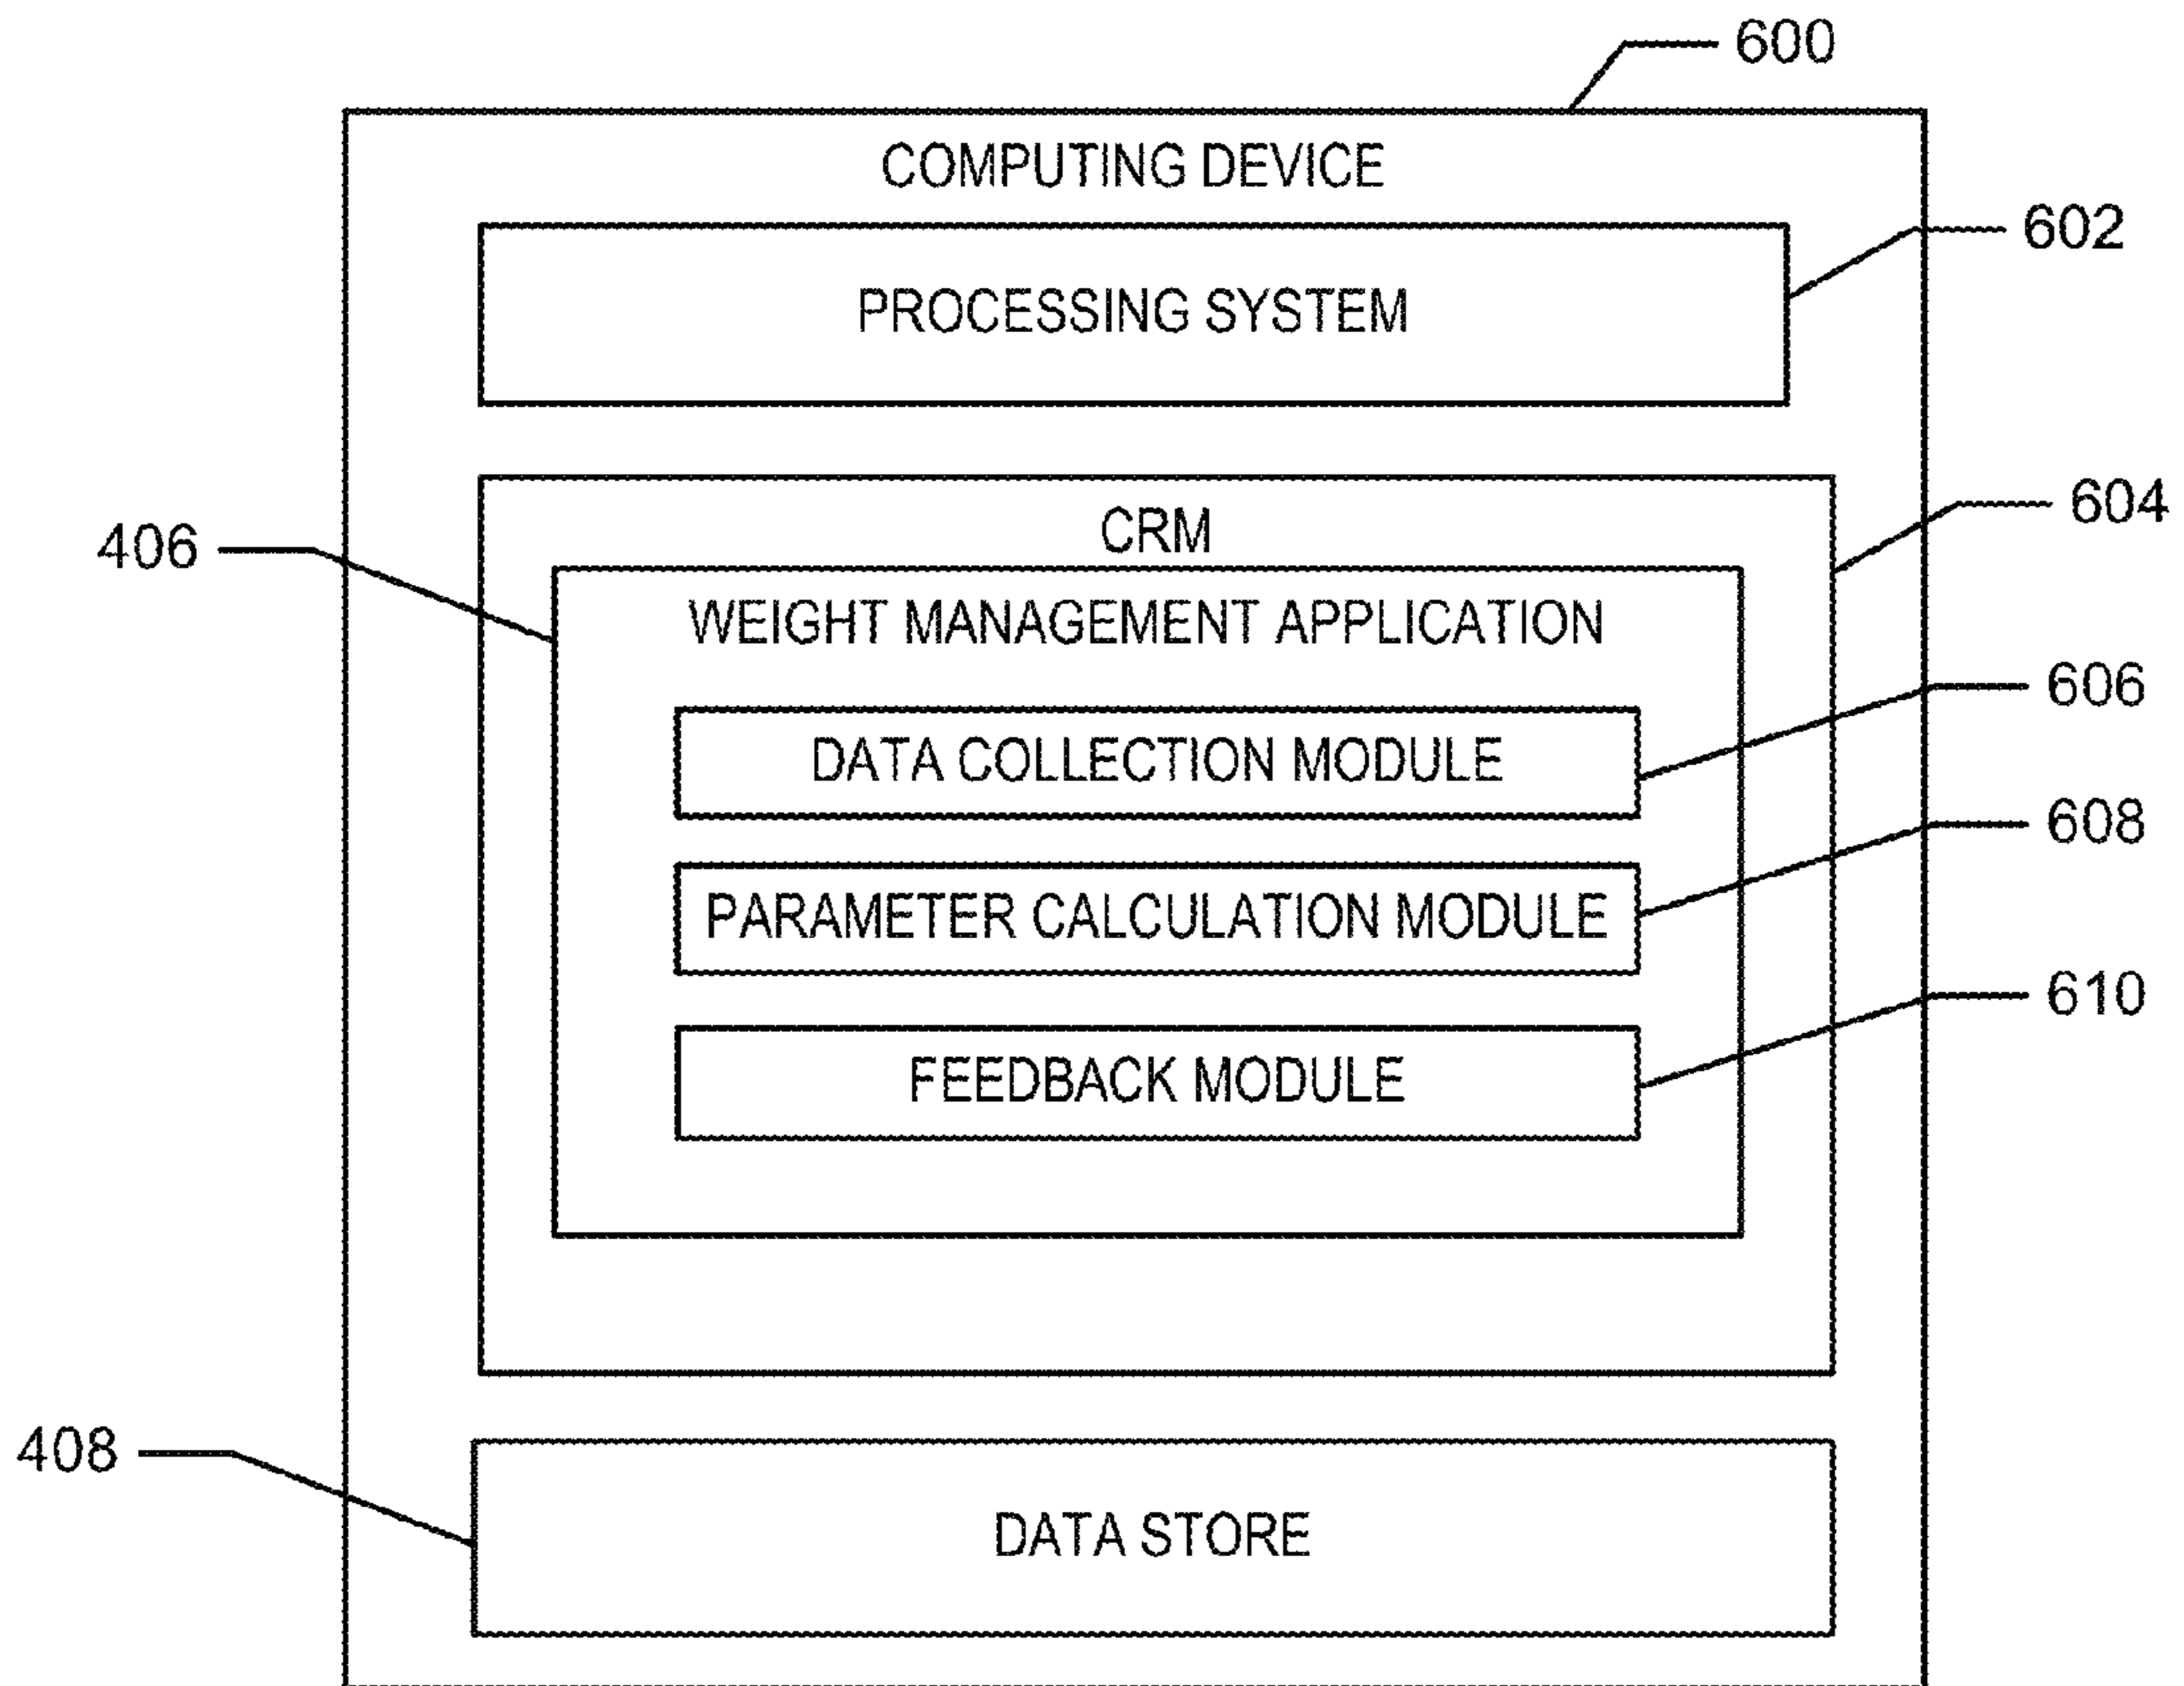 600
COMPUTING DEVICE
602
PROCESSING SYSTEM
604
CRM
406
WEIGHT MANAGEMENT APPLICATION
606
DATA COLLECTION MODULE
608
PARAMETER CALCULATION MODULE
610
FEEDBACK MODULE
408
DATA STORE